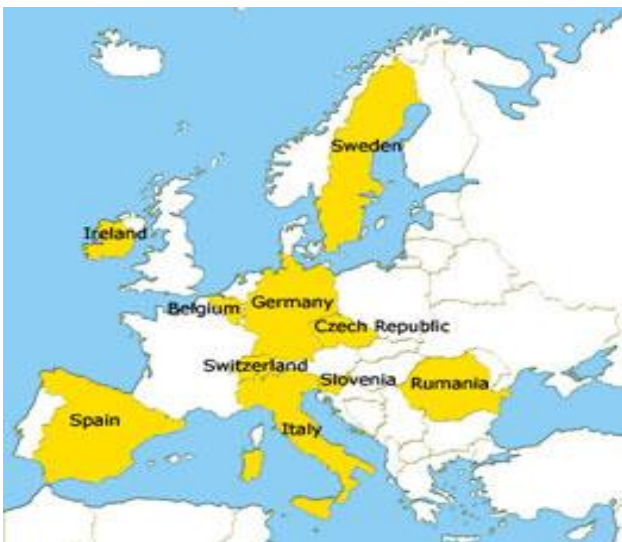 Sweden
Ireland
Belgium
Germany
Czech Republic
Switzerland
Slovenia
Rumania
Spain
Italy